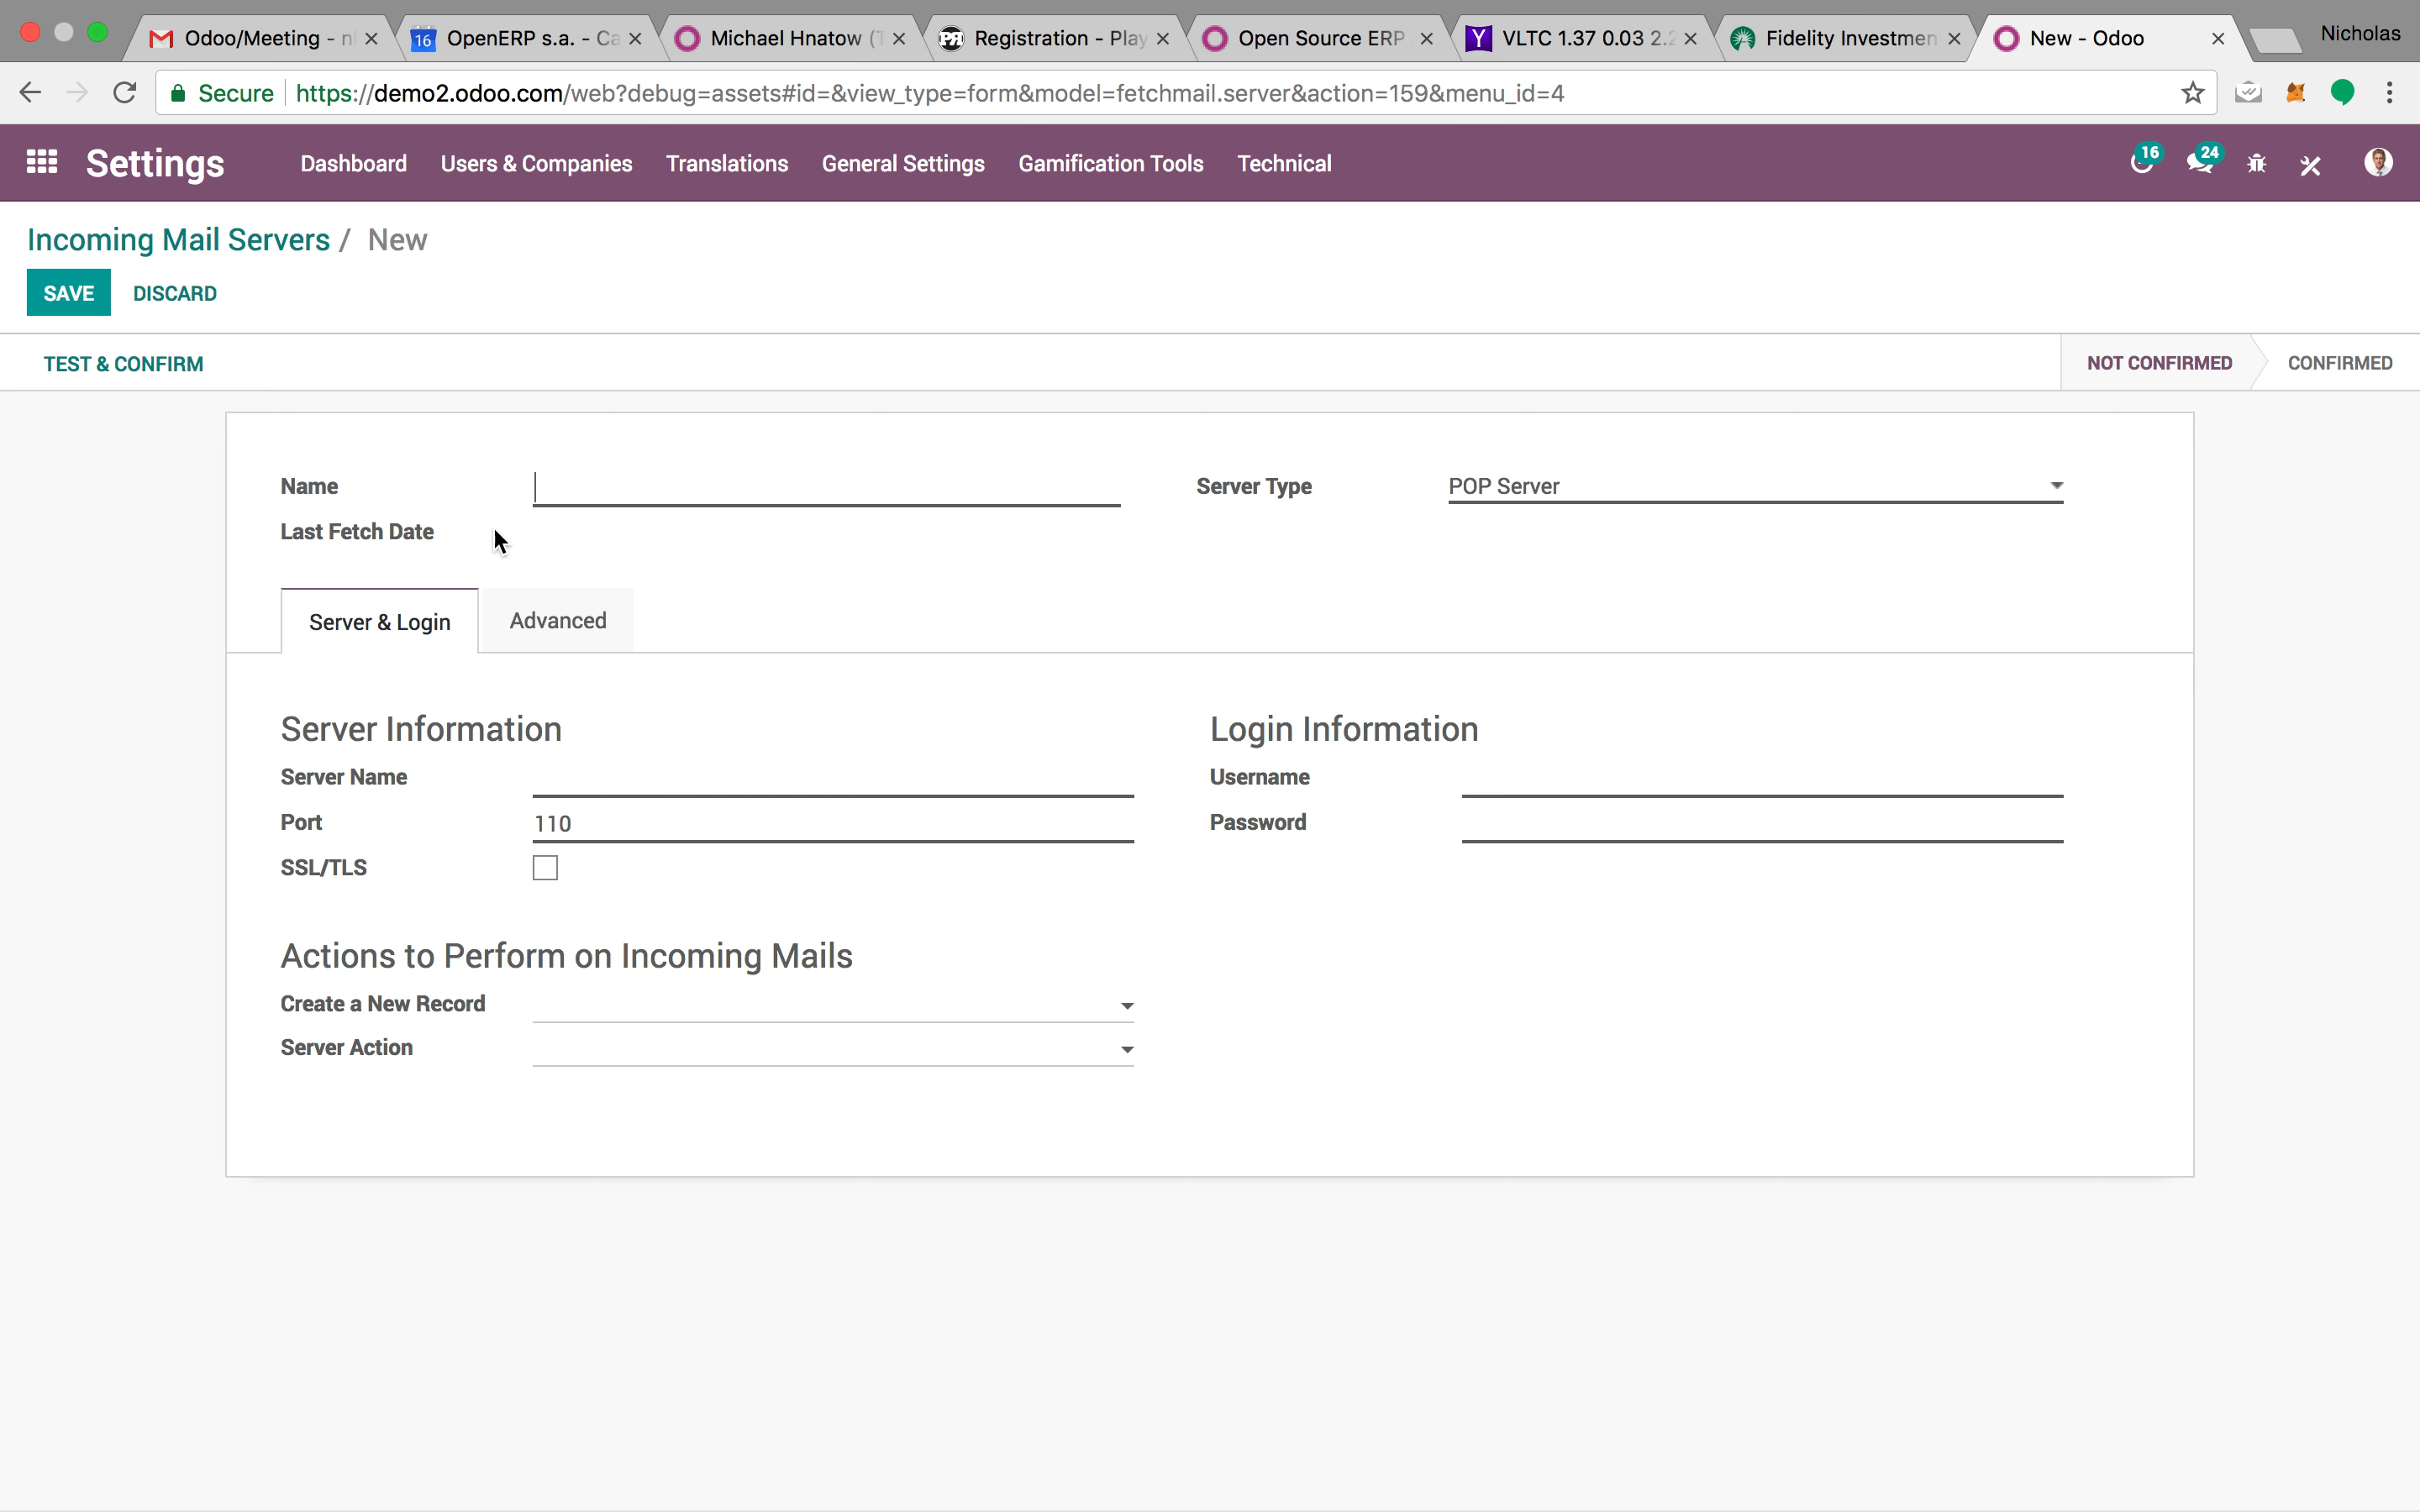 Odoo/Meeting - n
16 OpenERP s.a. - Ca
Michael Hnatow (T
Registration - Play
Open Source ERP
VLTC 1.37 0.03 2.2
Fidelity Investmen
New - Odoo
Nicholas
Secure https://demo2.odoo.com/web?debug=assets#id=&view_type=form&model=fetchmail.server&action=159&menu_id=4
Settings Dashboard Users & Companies Translations General Settings Gamification Tools Technical 16 24
Incoming Mail Servers / New
SAVE DISCARD
TEST & CONFIRM NOT CONFIRMED CONFIRMED
Name Server Type POP Server
Last Fetch Date
Server & Login Advanced
Server Information Login Information
Server Name Username
Port 110 Password
SSL/TLS
Actions to Perform on Incoming Mails
Create a New Record
Server Action